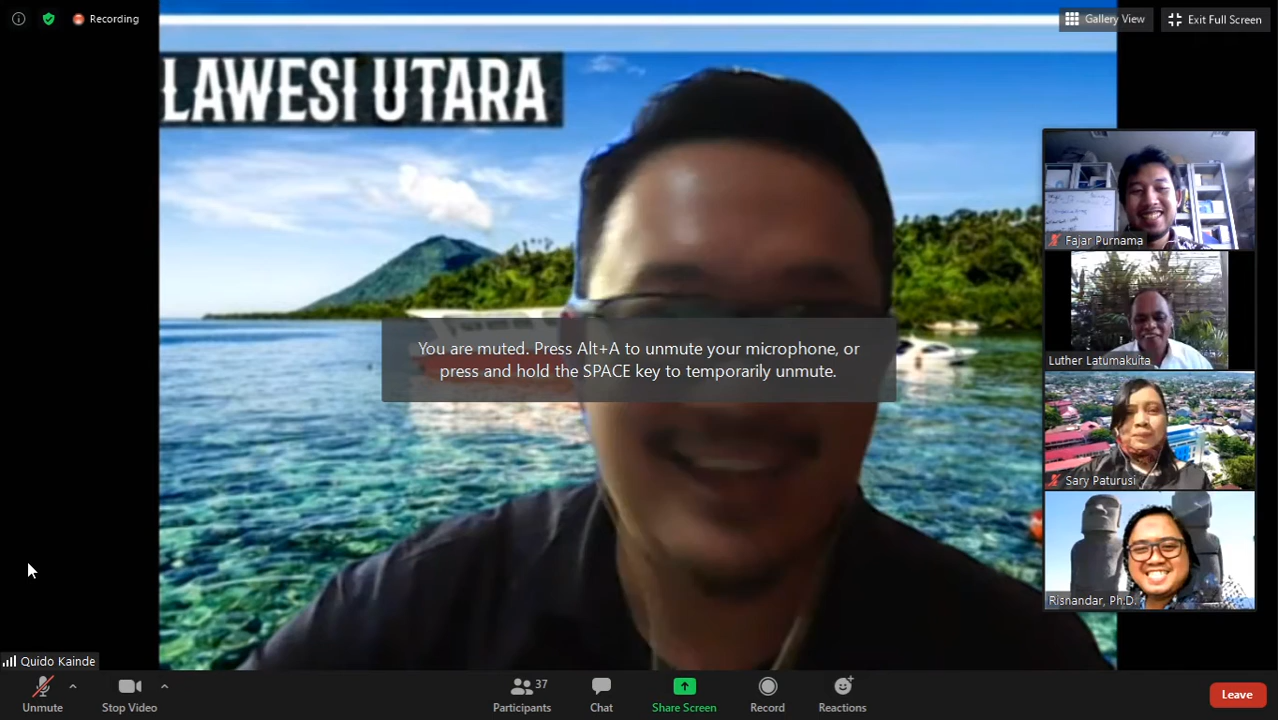 Recording
Gallery View
Exit Full Screen
LAWESI UTARA
Fajar Purnama
Luther Latumakuita
You are muted. Press Alt+A to unmute your microphone, or
press and hold the SPACE key to temporarily unmute.
Sary Paturusi
Risnandar, Ph.D.
Quido Kainde
Unmute
Stop Video
37
Participants
Chat
Share Screen
Record
Reactions
Leave